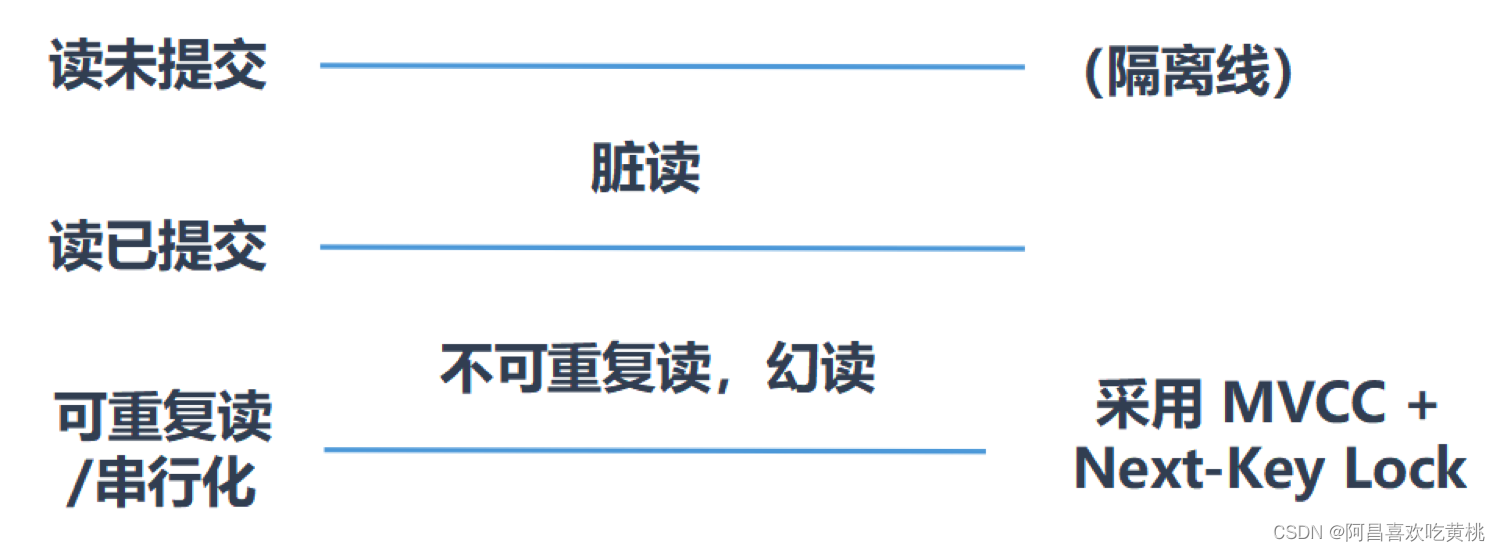 读未提交
(隔离线)
脏读
读已提交
不可重复读，幻读
可重复读
/串行化
采用 MVCC +
Next-Key Lock
CSDN @阿昌喜欢吃黄桃